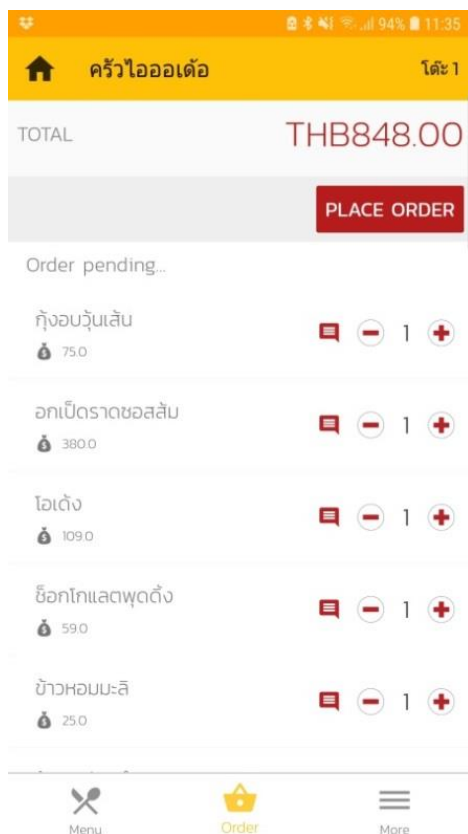 94% 11:35
ครัวไอออเด้อ โต๊ะ 1
TOTAL THB848.00
PLACE ORDER
Order pending...
กุ้งอบวุ้นเส้น
1
75.0
อกเป็ดราดซอสส้ม
1
380.0
โอเด้ง
1
109.0
ช็อกโกแลตพุดดิ้ง
1
59.0
ข้าวหอมมะลิ
1
25.0
Menu Order More